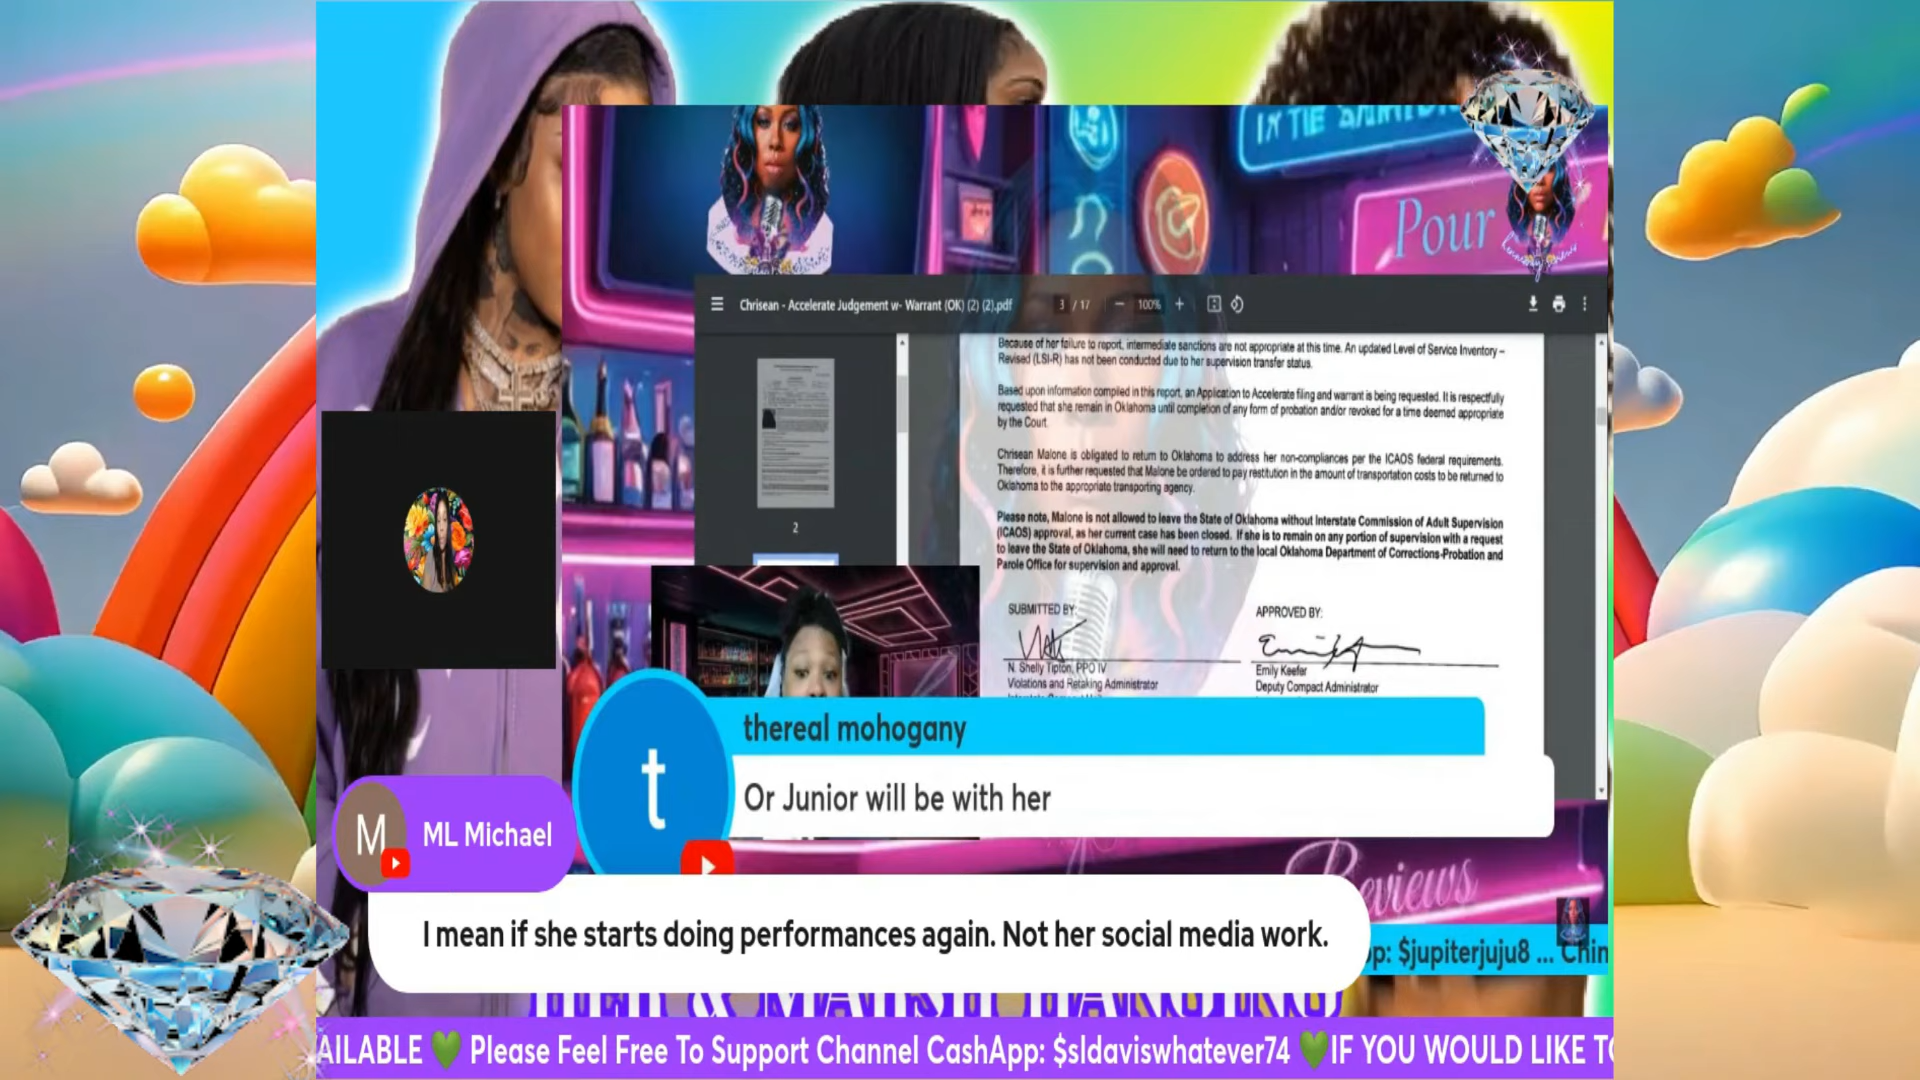 Pour
Chrisean - Accelerate Judgement w- Warrant (OK) (2) (2).pdf
3 / 17
100%
Because of her failure to report, intermediate sanctions are not appropriate at this time. An updated Level of Service Inventory –
Revised (LSI-R) has not been conducted due to her supervision transfer status.
Based upon information compiled in this report, an Application to Accelerate filing and warrant is being requested. It is respectfully
requested that she remain in Oklahoma until completion of any form of probation and/or revoked for a time deemed appropriate
by the Court.
Chrisean Malone is obligated to return to Oklahoma to address her non-compliances per the ICAOS federal requirements.
Therefore, it is further requested that Malone be ordered to pay restitution in the amount of transportation costs to be returned to
Oklahoma to the appropriate transporting agency.
Please note, Malone is not allowed to leave the State of Oklahoma without Interstate Commission of Adult Supervision
(ICAOS) approval, as her current case has been closed. If she is to remain on any portion of supervision with a request
to leave the State of Oklahoma, she will need to return to the local Oklahoma Department of Corrections-Probation and
Parole Office for supervision and approval.
2
SUBMITTED BY:
APPROVED BY:
N. Shelly Tipton, PPO IV
Violations and Retaking Administrator
Emily Keefer
Deputy Compact Administrator
t
thereal mohogany
Or Junior will be with her
M
ML Michael
I mean if she starts doing performances again. Not her social media work.
Reviews
pp: $jupiterjuju8 ... Chin
AILABLE 💚 Please Feel Free To Support Channel CashApp: $sldaviswhatever74 💚IF YOU WOULD LIKE TO